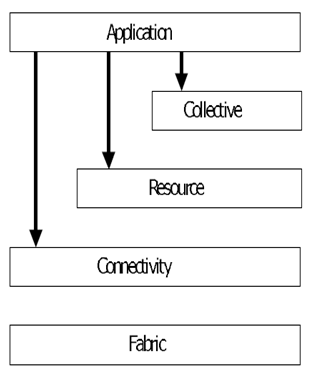 Application
Collective
Resource
Connectivity
Fabric